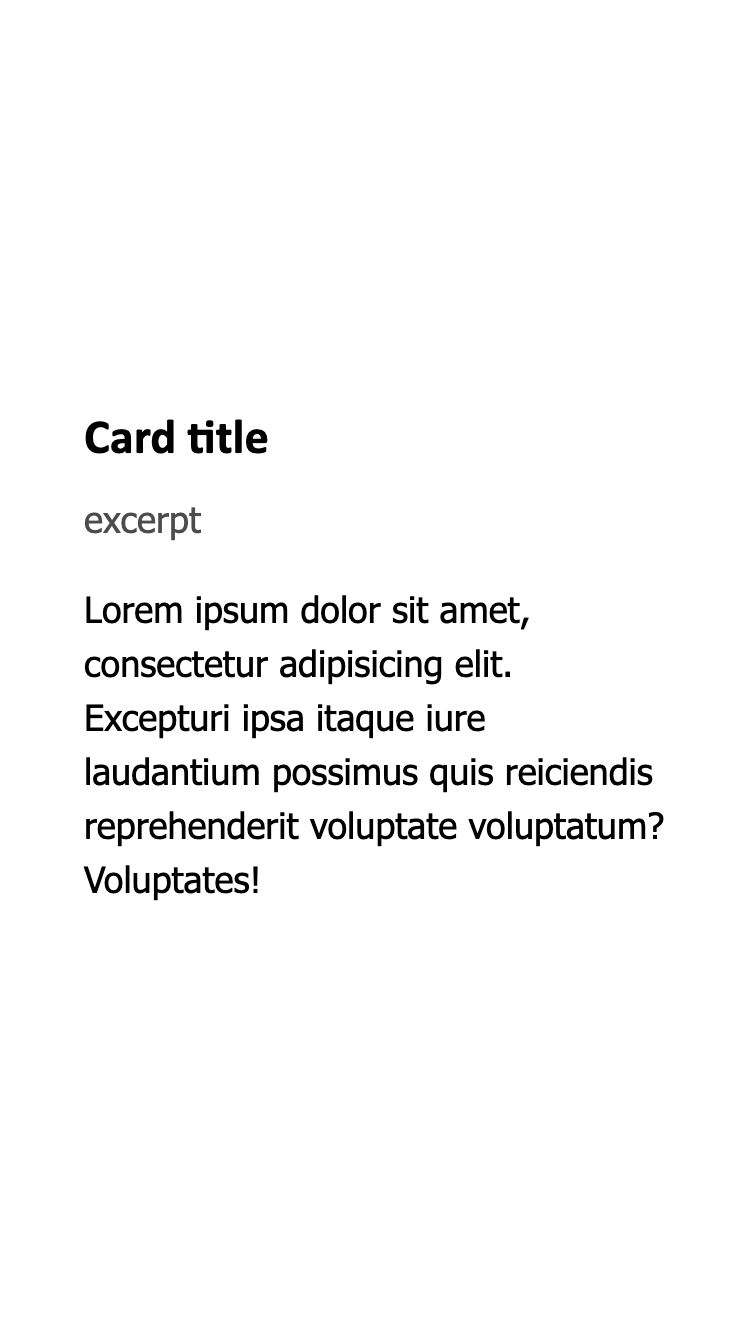 Card title
excerpt
Lorem ipsum dolor sit amet,
consectetur adipisicing elit.
Excepturi ipsa itaque iure
laudantium possimus quis reiciendis
reprehenderit voluptate voluptatum?
Voluptates!